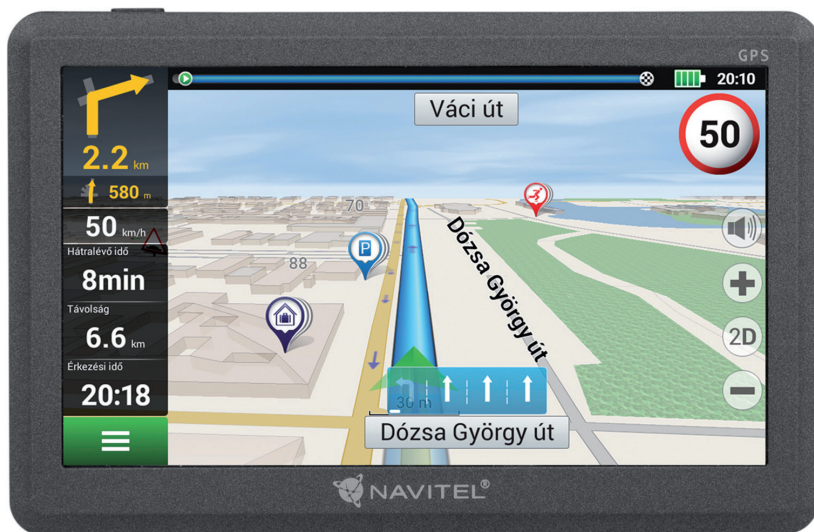 GPS
20:10
Váci út
50
2.2 km
580 m
50 km/h
Hátralévő idő
8min
Távolság
6.6 km
Érkezési idő
20:18
70
88
P
Dózsa György út
2D
36 m
Dózsa György út
NAVITEL®